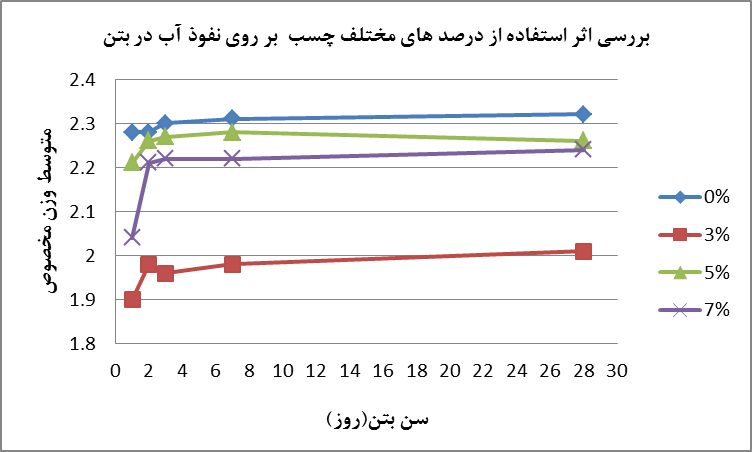 بررسی اثر استفاده از درصد های مختلف چسب بر روی نفوذ آب در بتن
متوسط وزن مخصوص
2.4
2.3
2.2
2.1
2
1.9
1.8
0 2 4 6 8 10 12 14 16 18 20 22 24 26 28 30
سن بتن(روز)
0%
3%
5%
7%